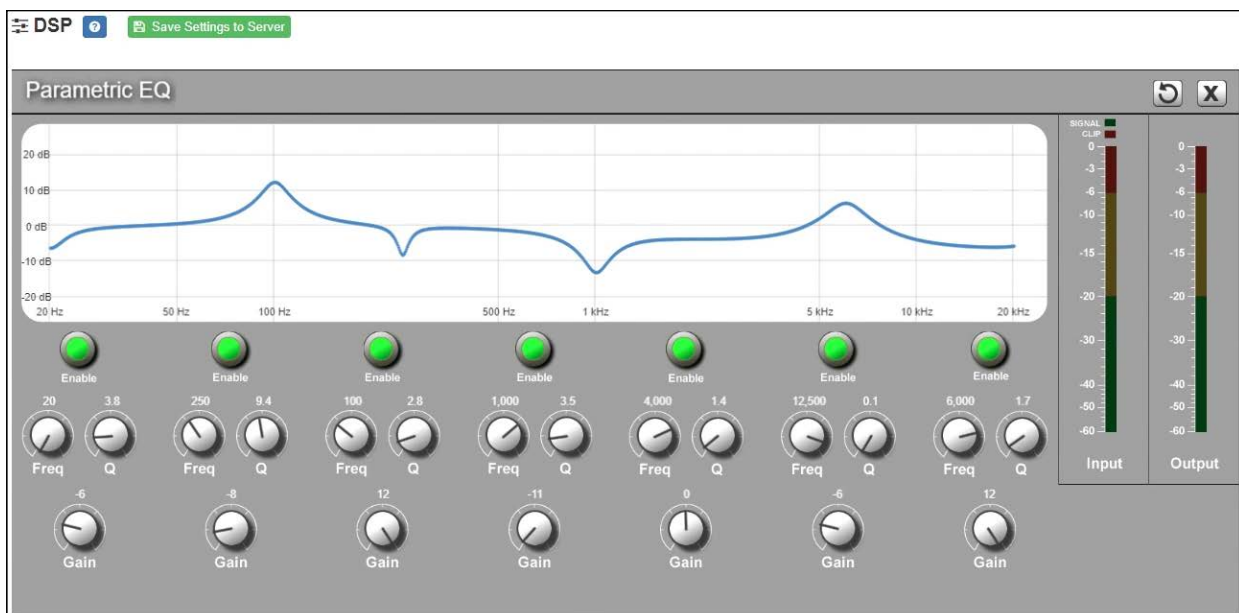 DSP ? Save Settings to Server
Parametric EQ X
20 dB
10 dB
0 dB
-10 dB
-20 dB
20 Hz 50 Hz 100 Hz 500 Hz 1 kHz 5 kHz 10 kHz 20 kHz
SIGNAL
CLIP
0 0
-3 -3
-6 -6
-10 -10
-15 -15
-20 -20
-30 -30
-40 -40
-50 -50
-60 -60
Input Output
Enable Enable Enable Enable Enable Enable Enable
20 3.8 250 9.4 100 2.8 1,000 3.5 4,000 1.4 12,500 0.1 6,000 1.7
Freq Q Freq Q Freq Q Freq Q Freq Q Freq Q Freq Q
-6 -8 12 -11 0 -6 12
Gain Gain Gain Gain Gain Gain Gain